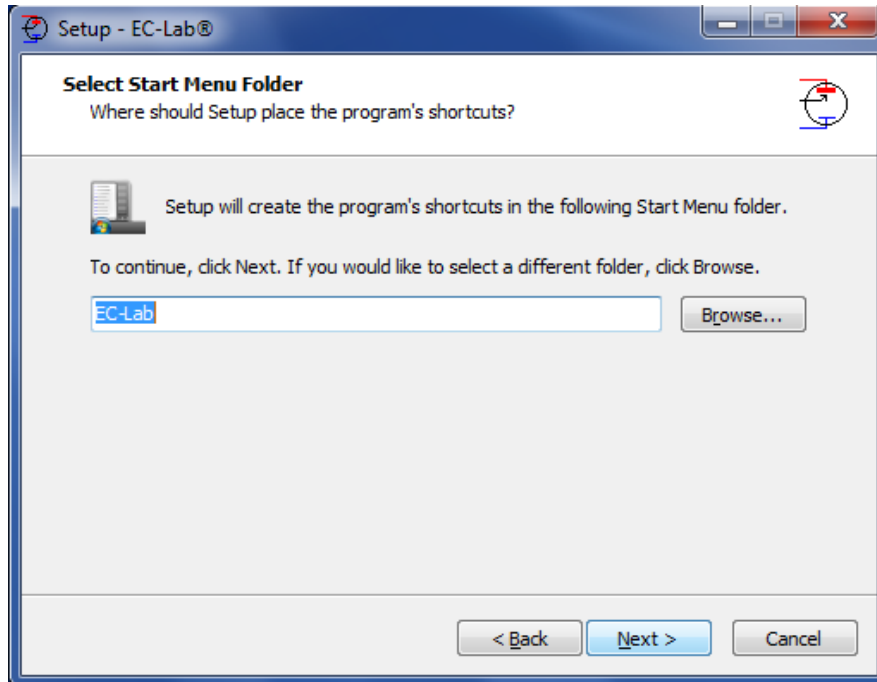 Setup - EC-Lab®
Select Start Menu Folder
Where should Setup place the program's shortcuts?
Setup will create the program's shortcuts in the following Start Menu folder.
To continue, click Next. If you would like to select a different folder, click Browse.
EC-Lab
Browse...
< Back
Next >
Cancel